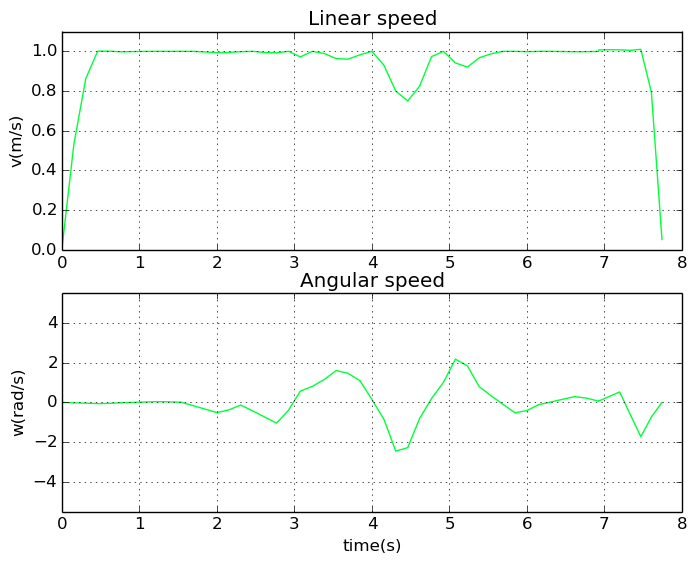 Linear speed
v(m/s)
1.0
0.8
0.6
0.4
0.2
0.0
0 1 2 3 4 5 6 7 8
Angular speed
w(rad/s)
4
2
0
−2
−4
0 1 2 3 4 5 6 7 8
time(s)